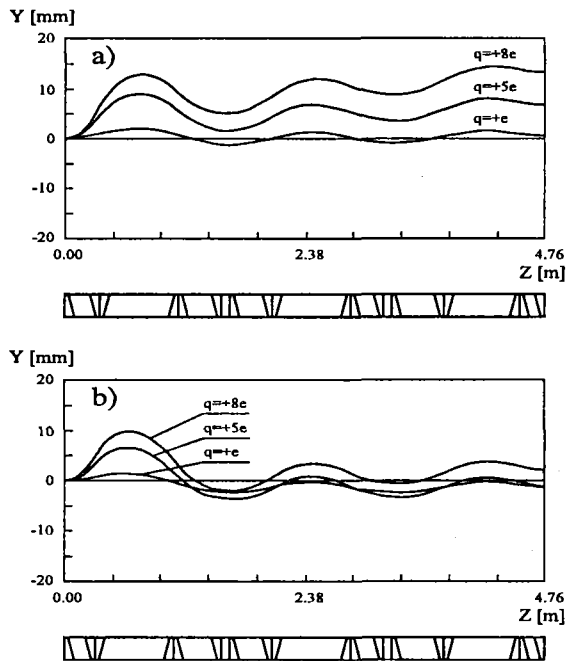 Y [mm]
20
a)
q=+8e
10
q=+5e
q=+e
0
-10
-20
0.00
2.38
4.76
Z [m]
Y [mm]
20
b)
q=+8e
10
q=+5e
q=+e
0
-10
-20
0.00
2.38
4.76
Z [m]